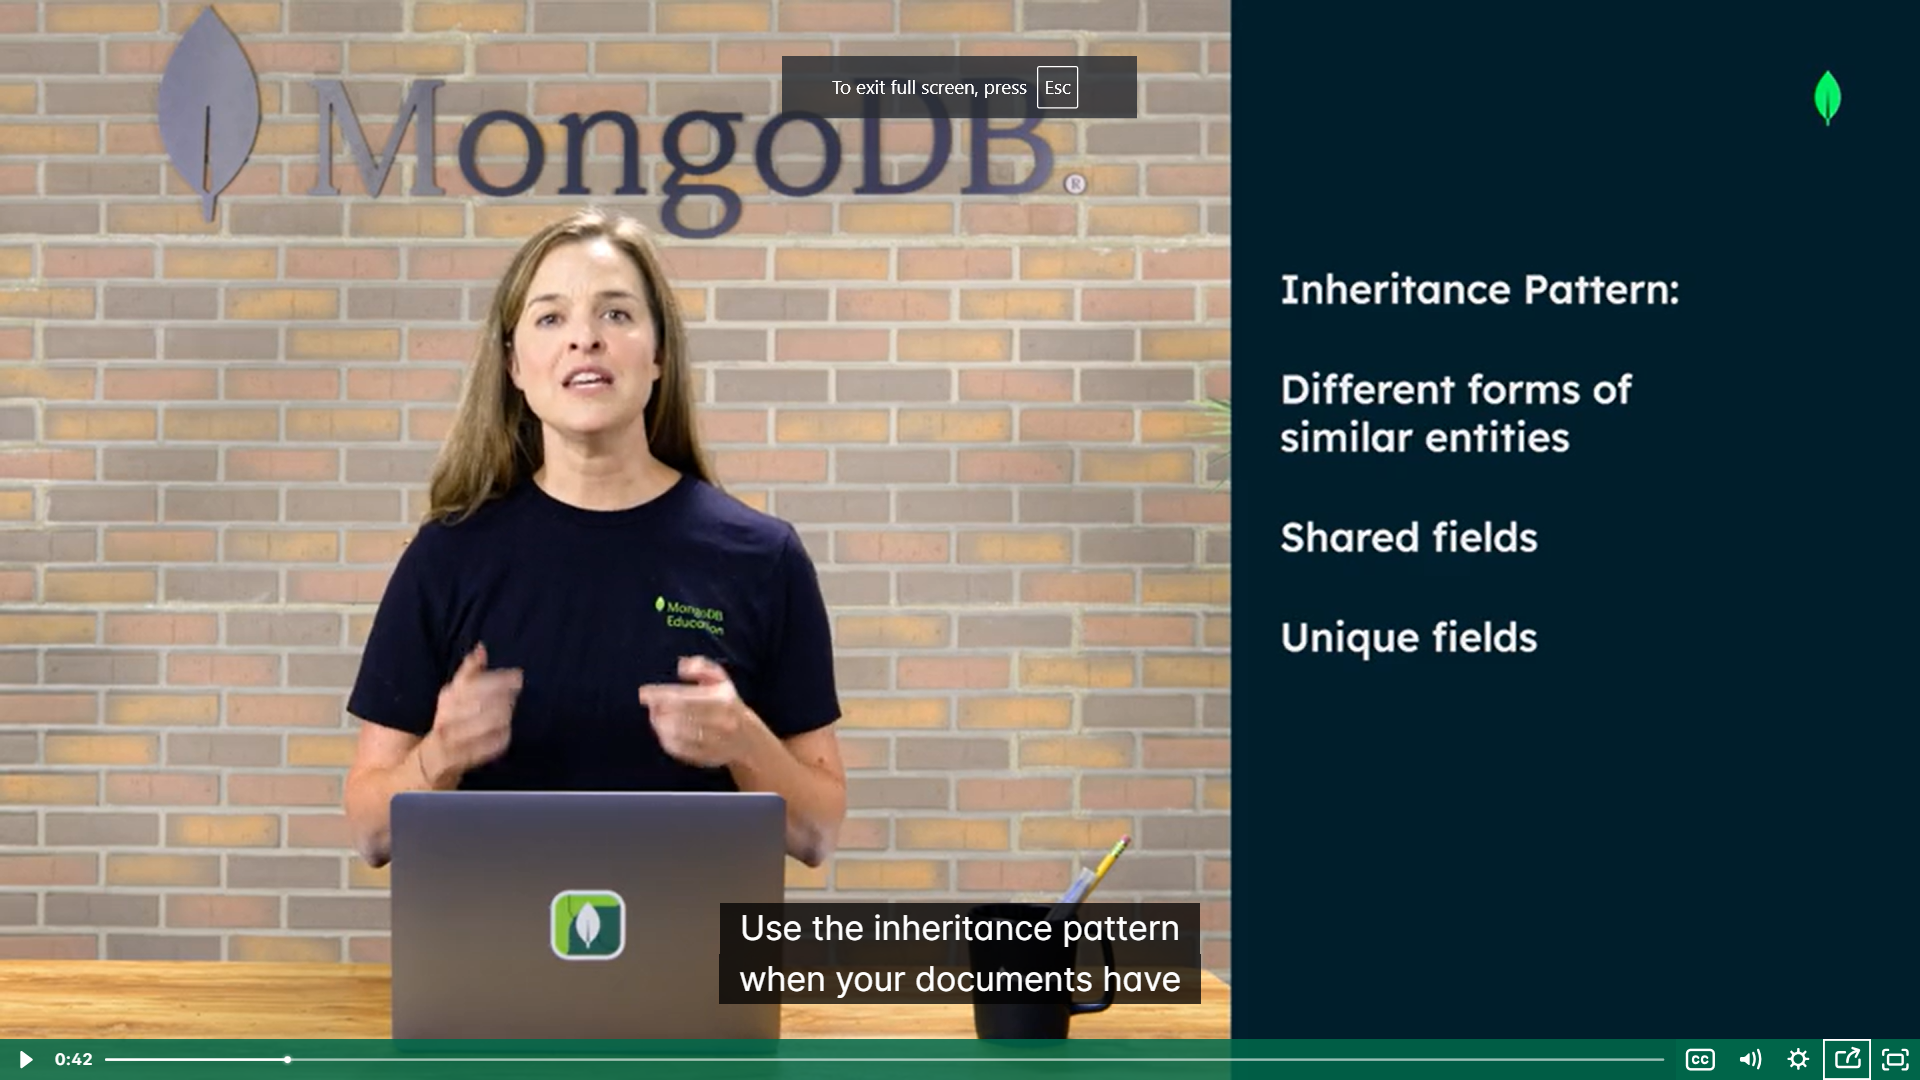 To exit full screen, press Esc
MongoDB®
Inheritance Pattern:
Different forms of
similar entities
Shared fields
Unique fields
MongoDB
Education
Use the inheritance pattern
when your documents have
0:42
CC